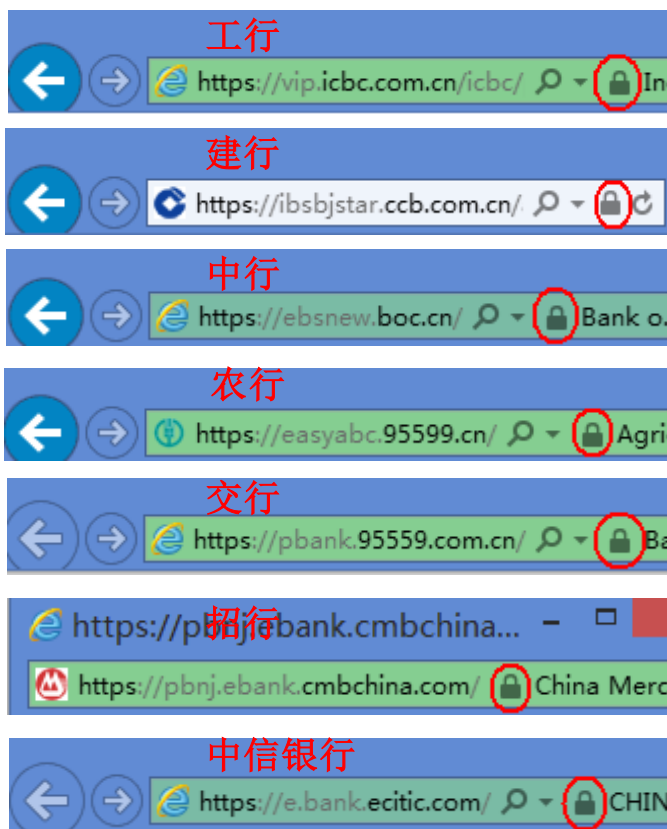 工行
https://vip.icbc.com.cn/icbc/ In
建行
https://ibsbjstar.ccb.com.cn/
中行
https://ebsnew.boc.cn/ Bank o.
农行
https://easyabc.95599.cn/ Agri
交行
https://pbank.95559.com.cn/ Ba
招行
https://pbnj.ebank.cmbchina...
https://pbnj.ebank.cmbchina.com/ China Merc
中信银行
https://e.bank.ecitic.com/ CHIN